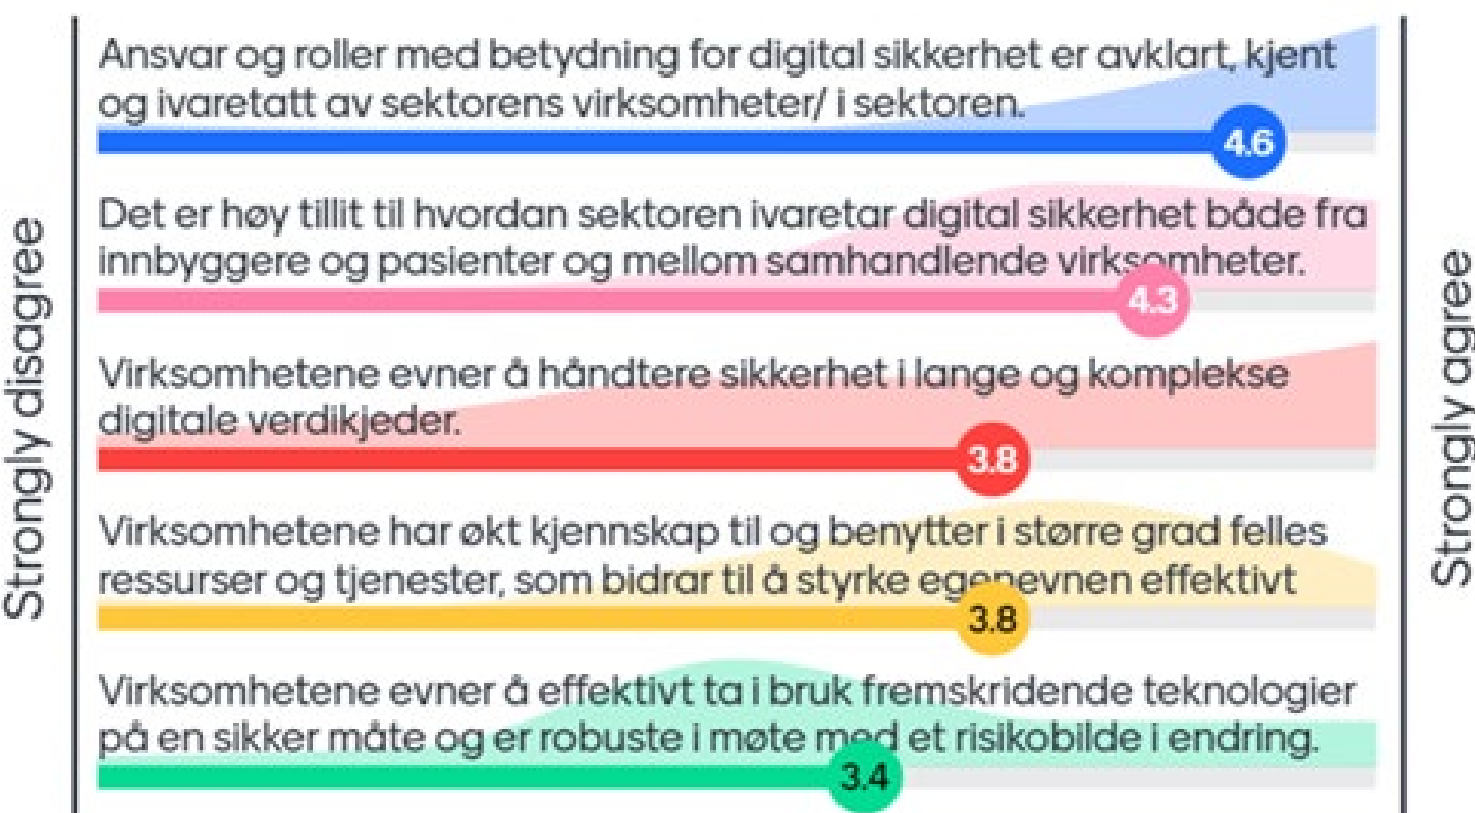 Strongly disagree
Ansvar og roller med betydning for digital sikkerhet er avklart, kjent
og ivaretatt av sektorens virksomheter/ i sektoren.
4.6
Det er høy tillit til hvordan sektoren ivaretar digital sikkerhet både fra
innbyggere og pasienter og mellom samhandlende virksomheter.
4.3
Virksomhetene evner å håndtere sikkerhet i lange og komplekse
digitale verdikjeder.
3.8
Virksomhetene har økt kjennskap til og benytter i større grad felles
ressurser og tjenester, som bidrar til å styrke egenevnen effektivt
3.8
Virksomhetene evner å effektivt ta i bruk fremskridende teknologier
på en sikker måte og er robuste i møte med et risikobilde i endring.
3.4
Strongly agree